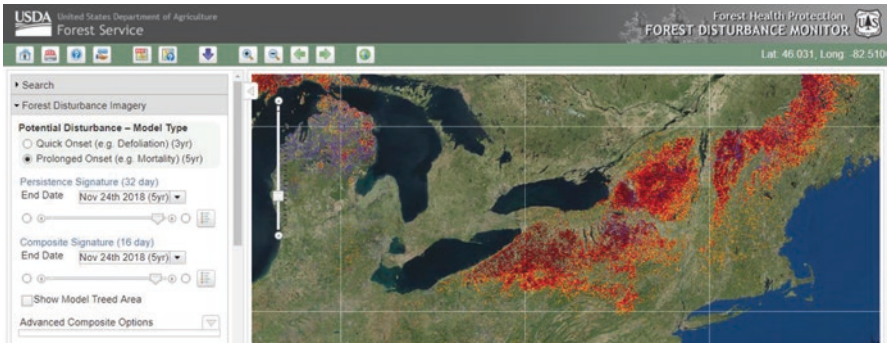 USDA United States Department of Agriculture
Forest Service
Forest Health Protection
FOREST DISTURBANCE MONITOR
UAS
Lat: 46.031, Long: -82.510
Search
Forest Disturbance Imagery
Potential Disturbance – Model Type
Quick Onset (e.g. Defoliation) (3yr)
Prolonged Onset (e.g. Mortality) (5yr)
Persistence Signature (32 day)
End Date Nov 24th 2018 (5yr)
Composite Signature (16 day)
End Date Nov 24th 2018 (5yr)
Show Model Treed Area
Advanced Composite Options